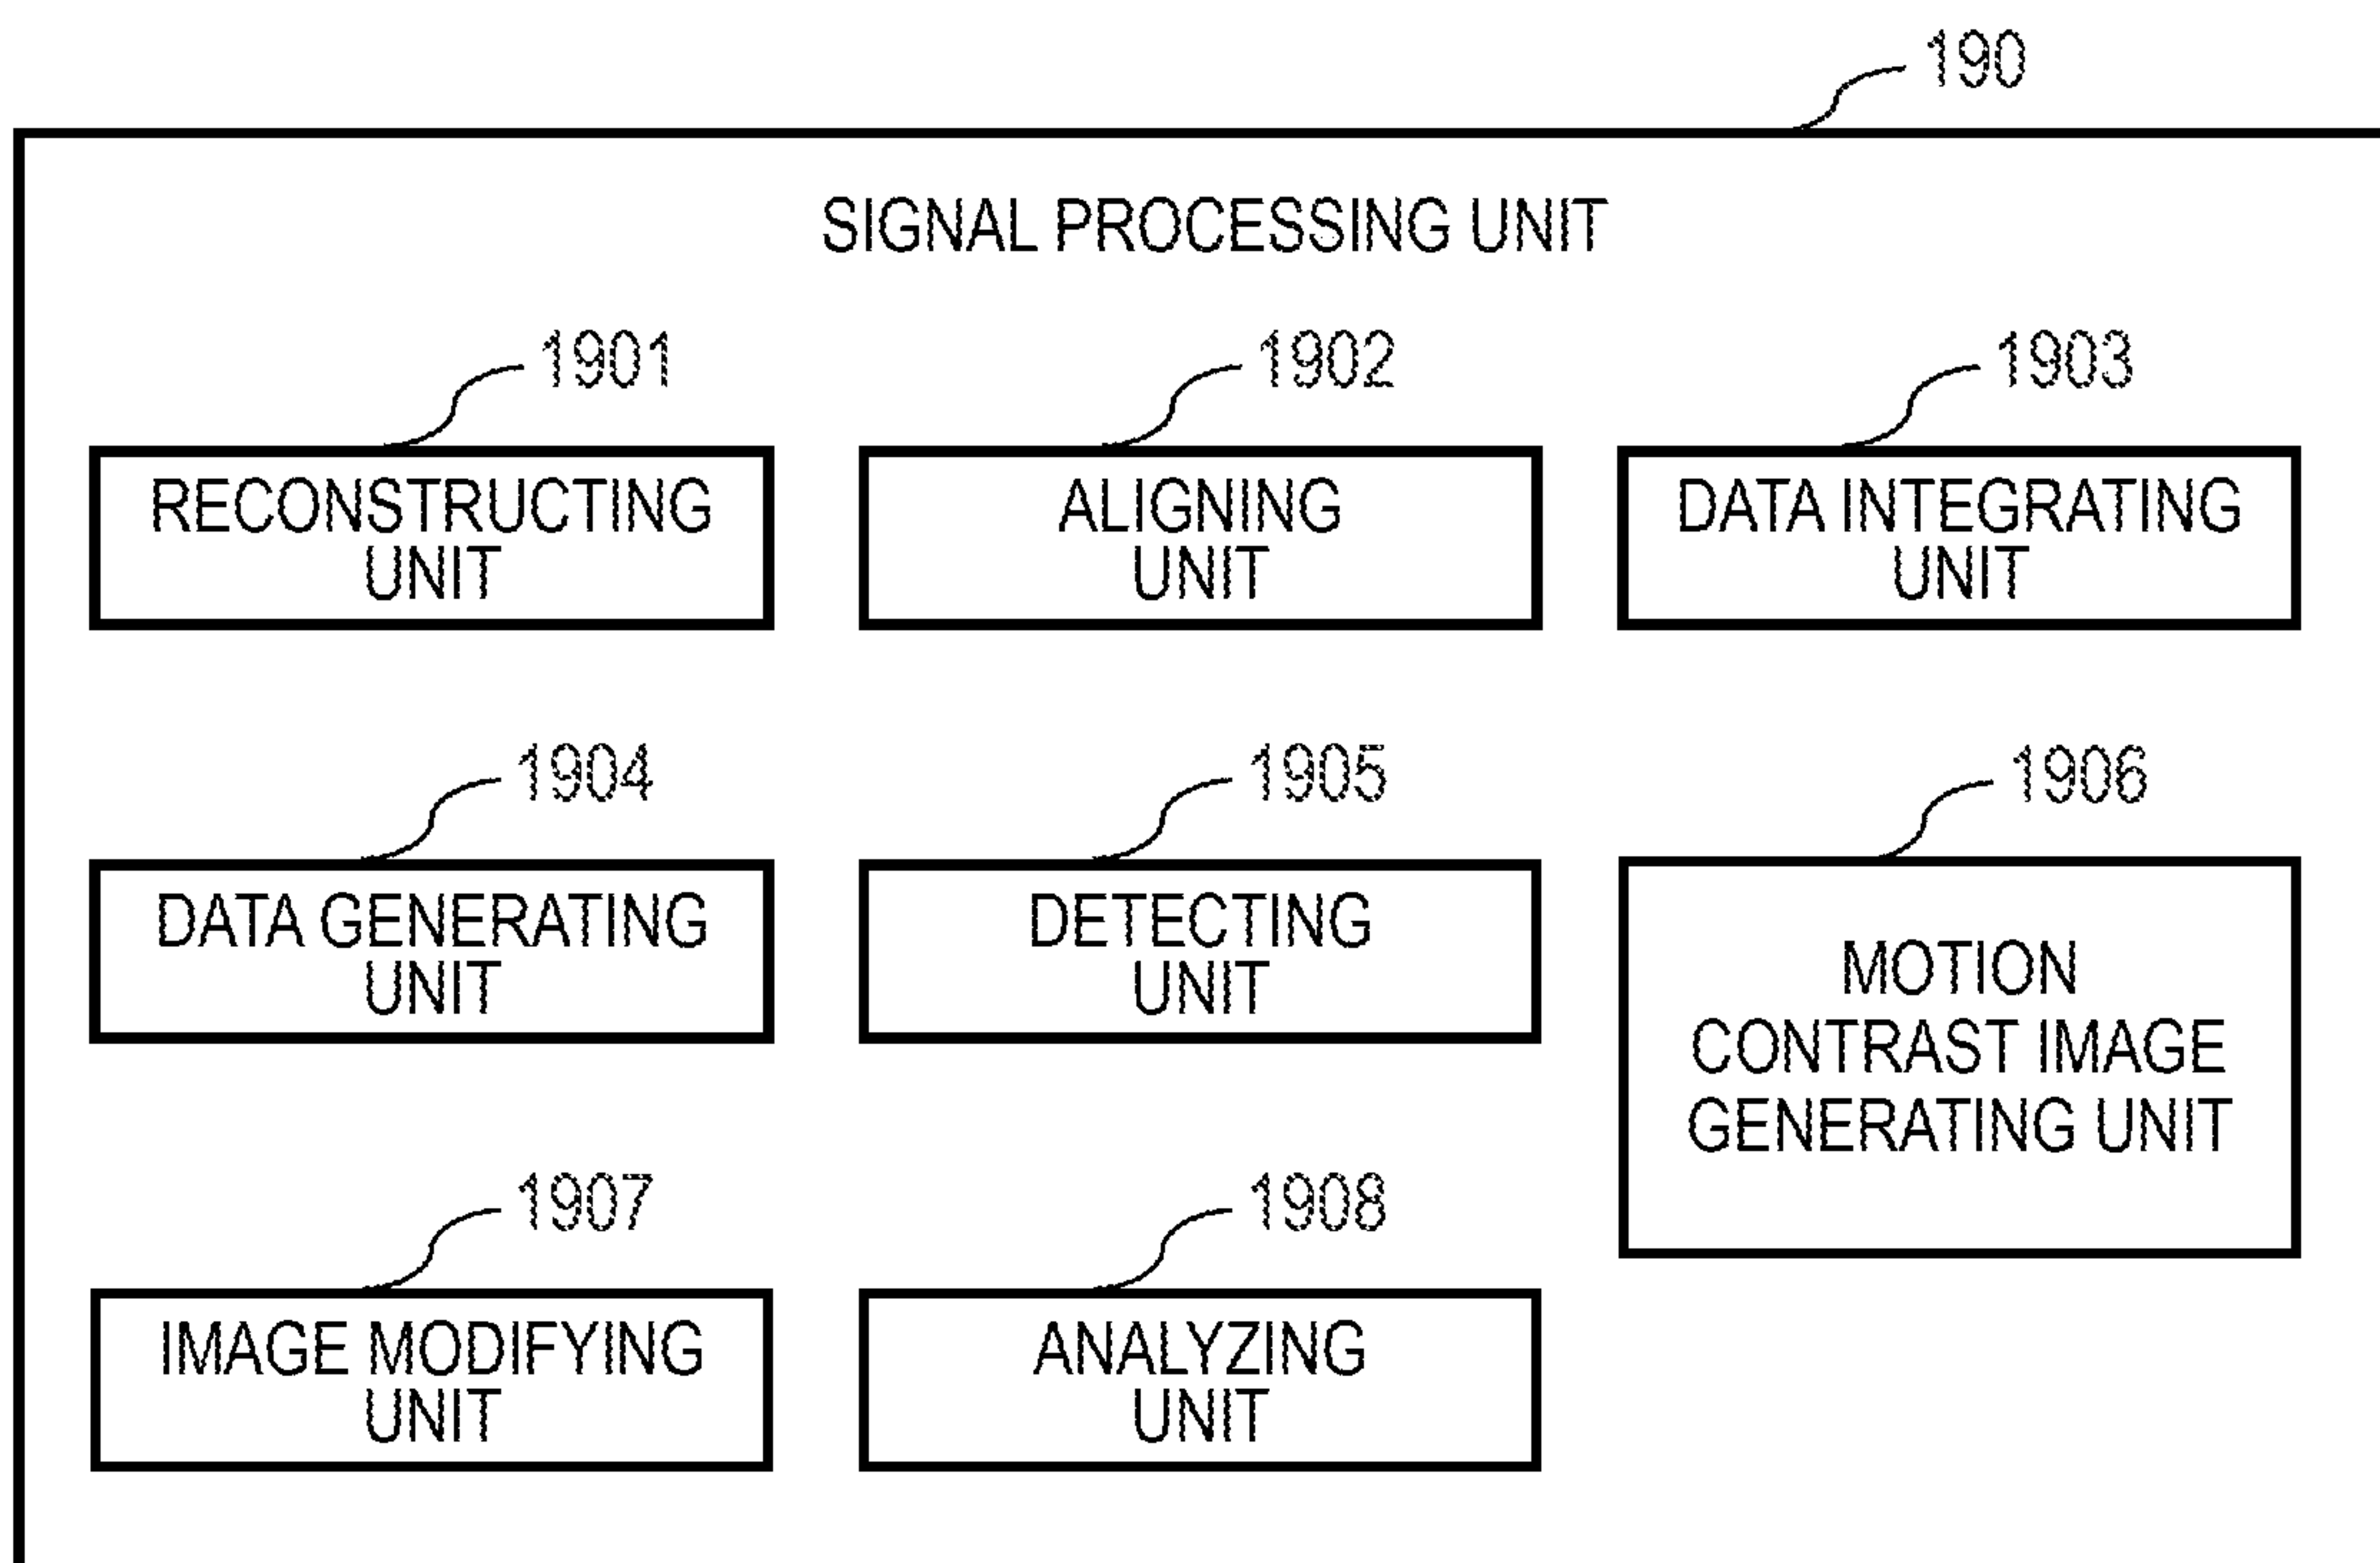 190
SIGNAL PROCESSING UNIT
1901
1902
1903
RECONSTRUCTING
UNIT
ALIGNING
UNIT
DATA INTEGRATING
UNIT
1904
1905
1906
DATA GENERATING
UNIT
DETECTING
UNIT
MOTION
CONTRAST IMAGE
GENERATING UNIT
1907
1908
IMAGE MODIFYING
UNIT
ANALYZING
UNIT